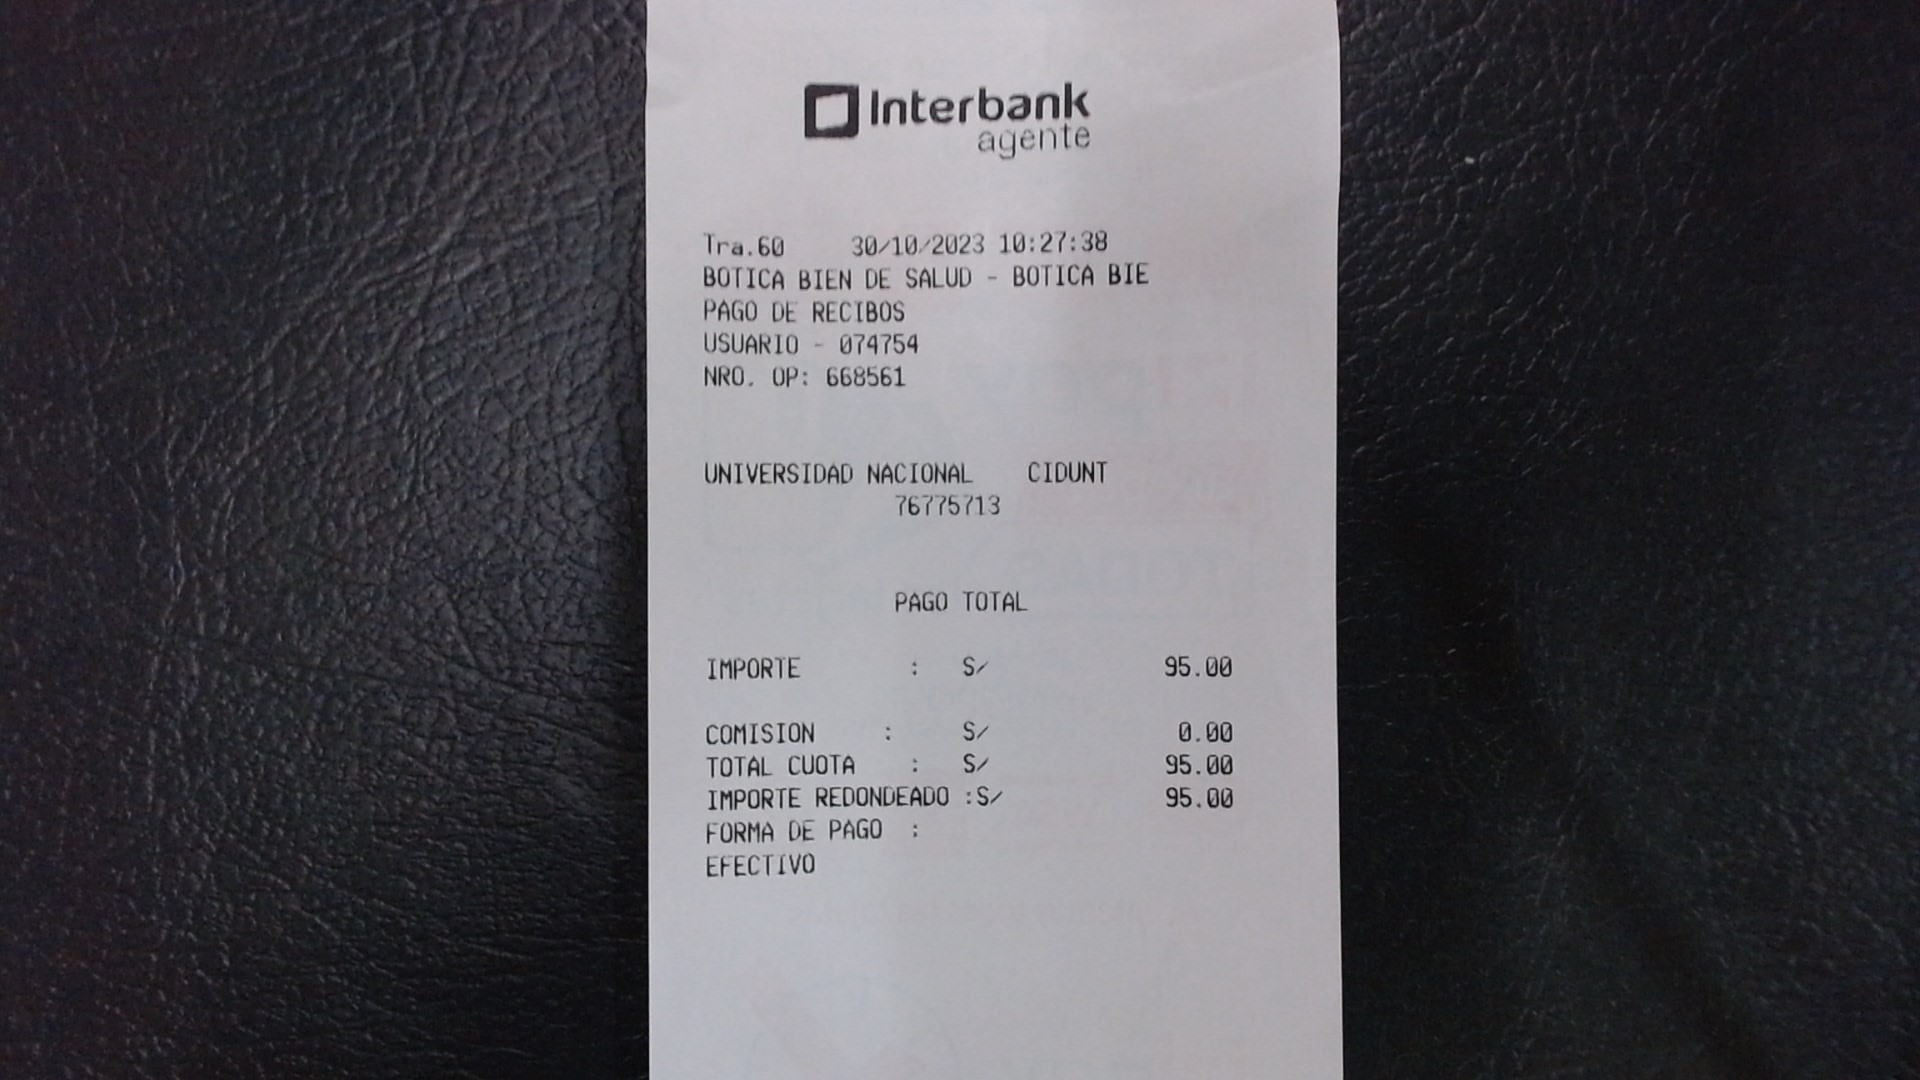 Interbank
agente
Tra.60 30/10/2023 10:27:38
BOTICA BIEN DE SALUD - BOTICA BIE
PAGO DE RECIBOS
USUARIO - 074754
NRO. OP: 668561
UNIVERSIDAD NACIONAL CIDUNT
76775713
PAGO TOTAL
IMPORTE : S/ 95.00
COMISION : S/ 0.00
TOTAL CUOTA : S/ 95.00
IMPORTE REDONDEADO :S/ 95.00
FORMA DE PAGO :
EFECTIVO